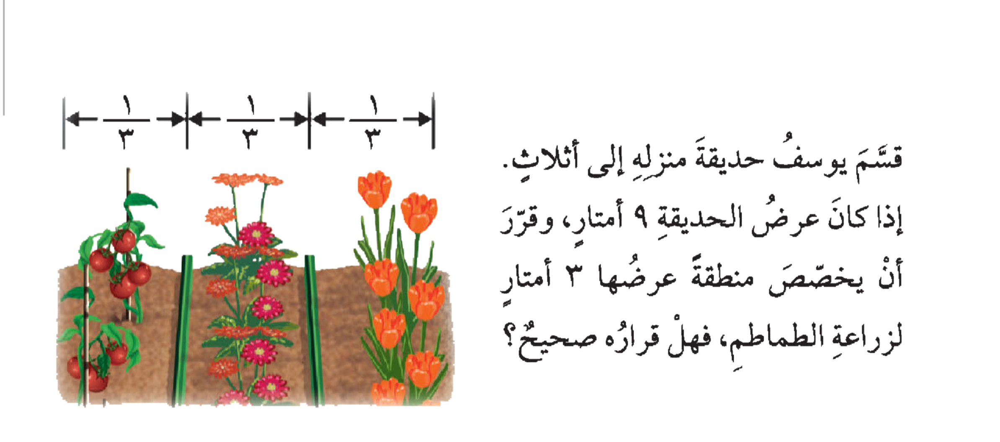 ١ ١ ١
٣ ٣ ٣
قسَّمَ يوسفُ حديقةَ منزلِهِ إلى أثلاثٍ.
إذا كانَ عرضُ الحديقةِ ٩ أمتارٍ، وقرّرَ
أنْ يخصّصَ منطقةً عرضُها ٣ أمتارٍ
لزراعةِ الطماطمِ، فهلْ قرارُه صحيحٌ؟